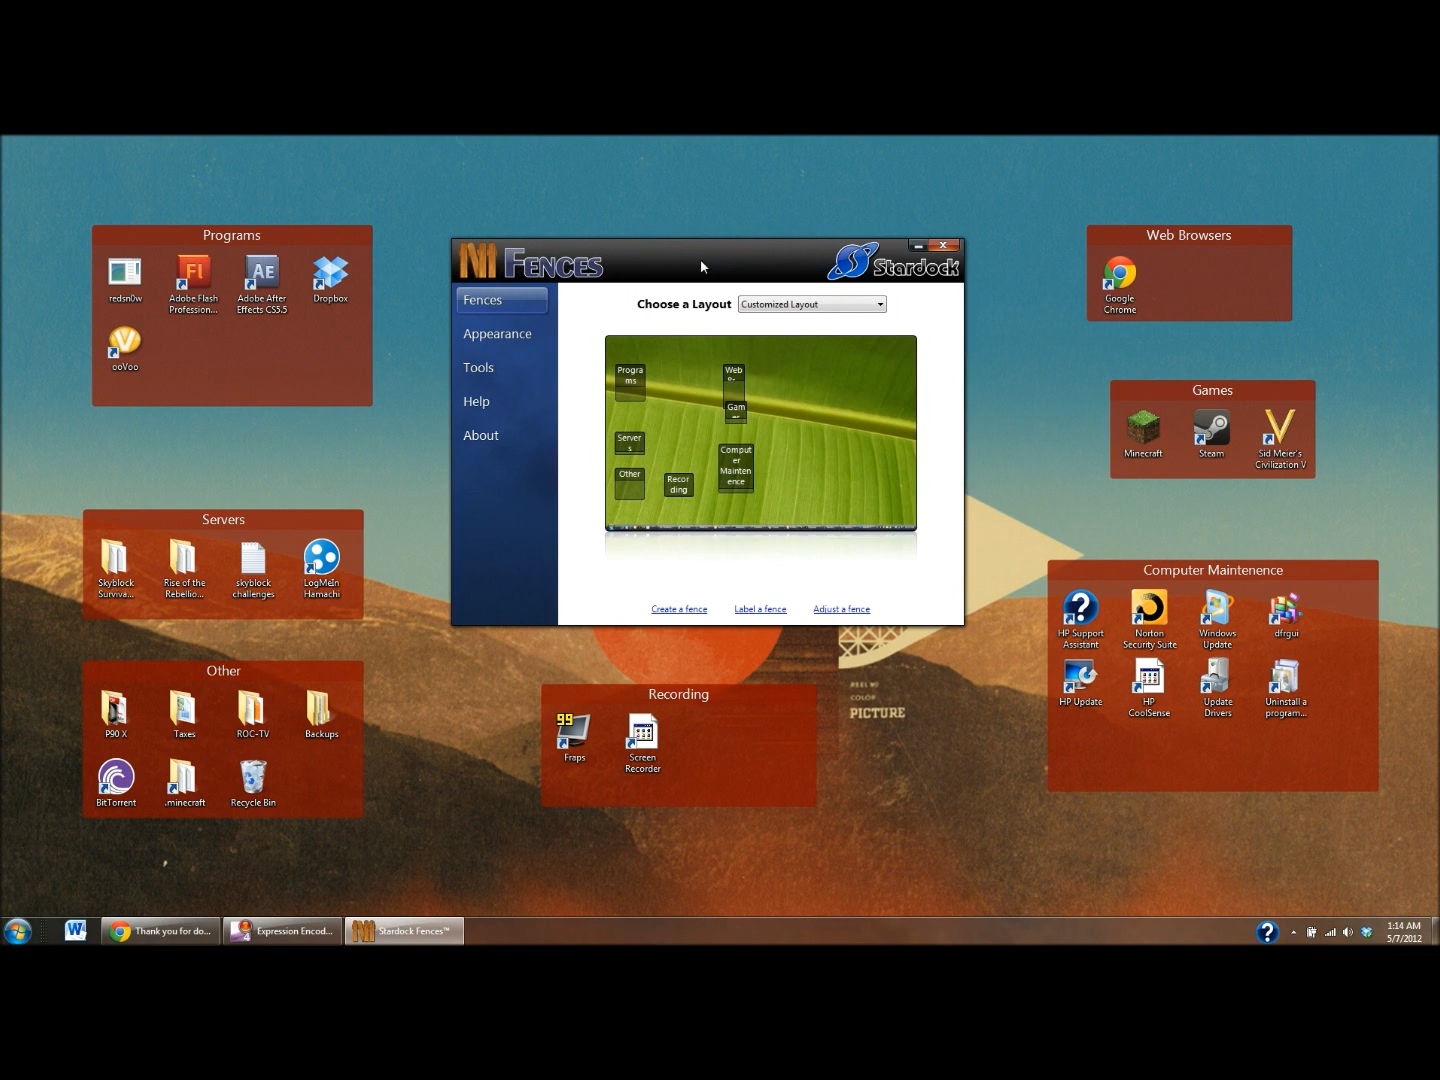 Programs
redsn0w
Adobe Flash
Profession...
Adobe After
Effects CS5.5
Dropbox
ooVoo
Servers
Skyblock
Surviva...
Rise of the
Rebellio...
skyblock
challenges
LogMeIn
Hamachi
Other
P90 X
Taxes
ROC-TV
Backups
BitTorrent
.minecraft
Recycle Bin
FENCES
Stardock
Fences
Appearance
Tools
Help
About
Choose a Layout
Customized Layout
Progra
ms
Web
Gam
Server
s
Other
Recor
ding
Comput
er
Mainten
ence
Create a fence
Label a fence
Adjust a fence
REEL
COLOR
PICTURE
Recording
99
Fraps
Screen
Recorder
Web Browsers
Google
Chrome
Games
Minecraft
Steam
Sid Meier's
Civilization V
Computer Maintenence
HP Support
Assistant
Norton
Security Suite
Windows
Update
dfrgui
HP Update
HP
CoolSense
Update
Drivers
Uninstall a
program...
Thank you for do...
Expression Encod...
Stardock Fences™
1:14 AM
5/7/2012